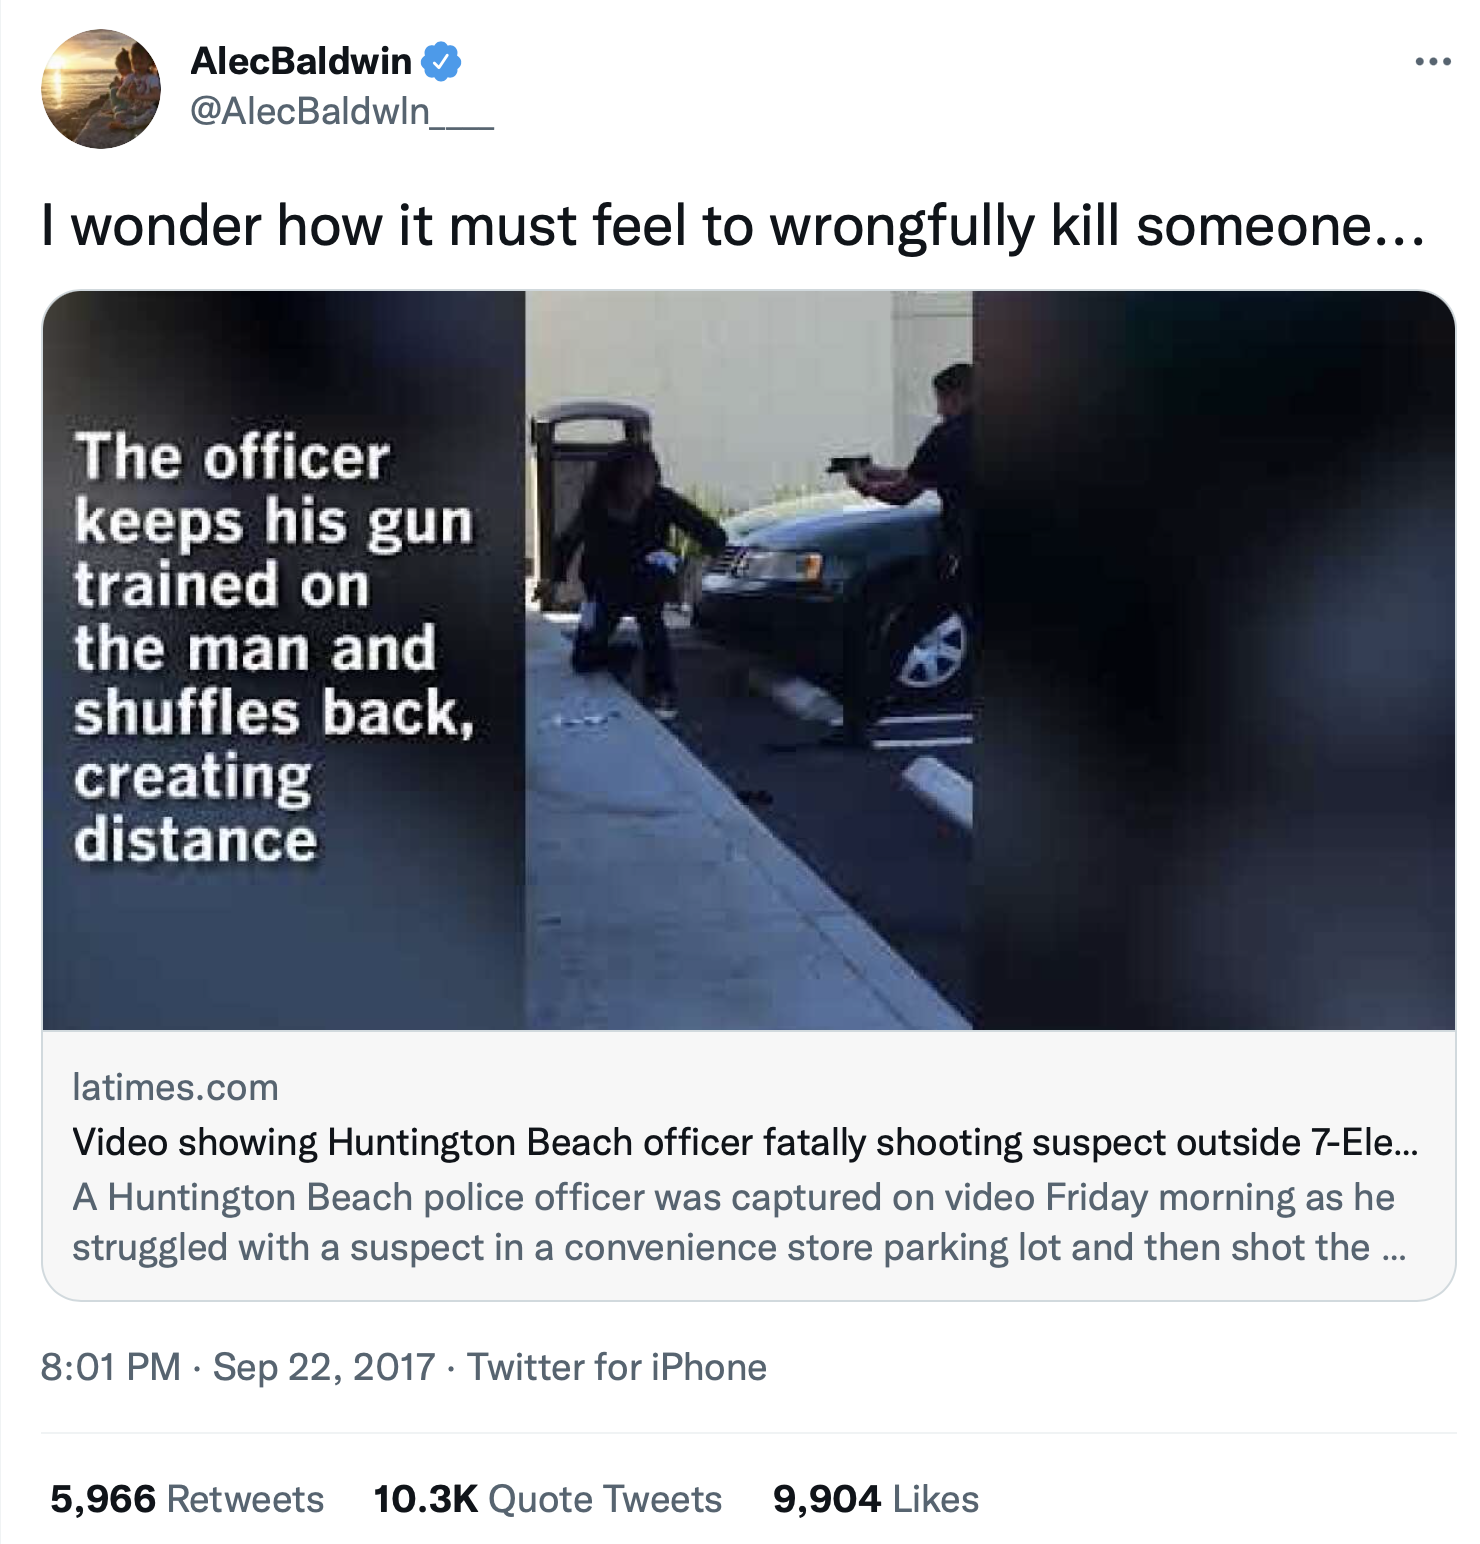 AlecBaldwin
@AlecBaldwIn____
I wonder how it must feel to wrongfully kill someone...
The officer
keeps his gun
trained on
the man and
shuffles back,
creating
distance
latimes.com
Video showing Huntington Beach officer fatally shooting suspect outside 7-Ele...
A Huntington Beach police officer was captured on video Friday morning as he
struggled with a suspect in a convenience store parking lot and then shot the ...
8:01 PM · Sep 22, 2017 · Twitter for iPhone
5,966 Retweets 10.3K Quote Tweets 9,904 Likes